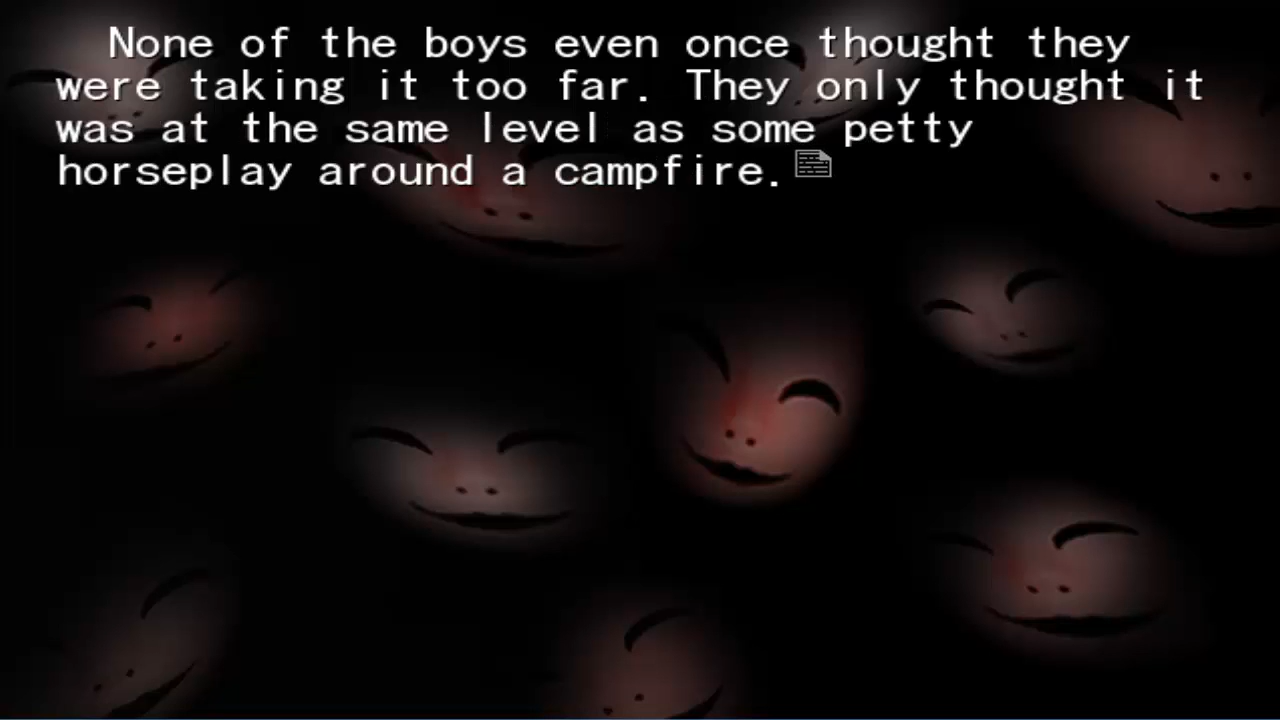 None of the boys even once thought they
were taking it too far. They only thought it
was at the same level as some petty
horseplay around a campfire.